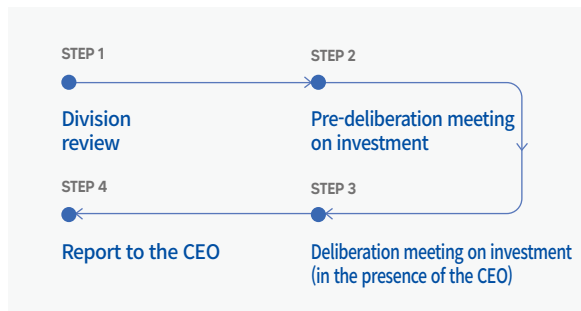 STEP 1
Division
review
STEP 2
Pre-deliberation meeting
on investment
STEP 3
Deliberation meeting on investment
(in the presence of the CEO)
STEP 4
Report to the CEO